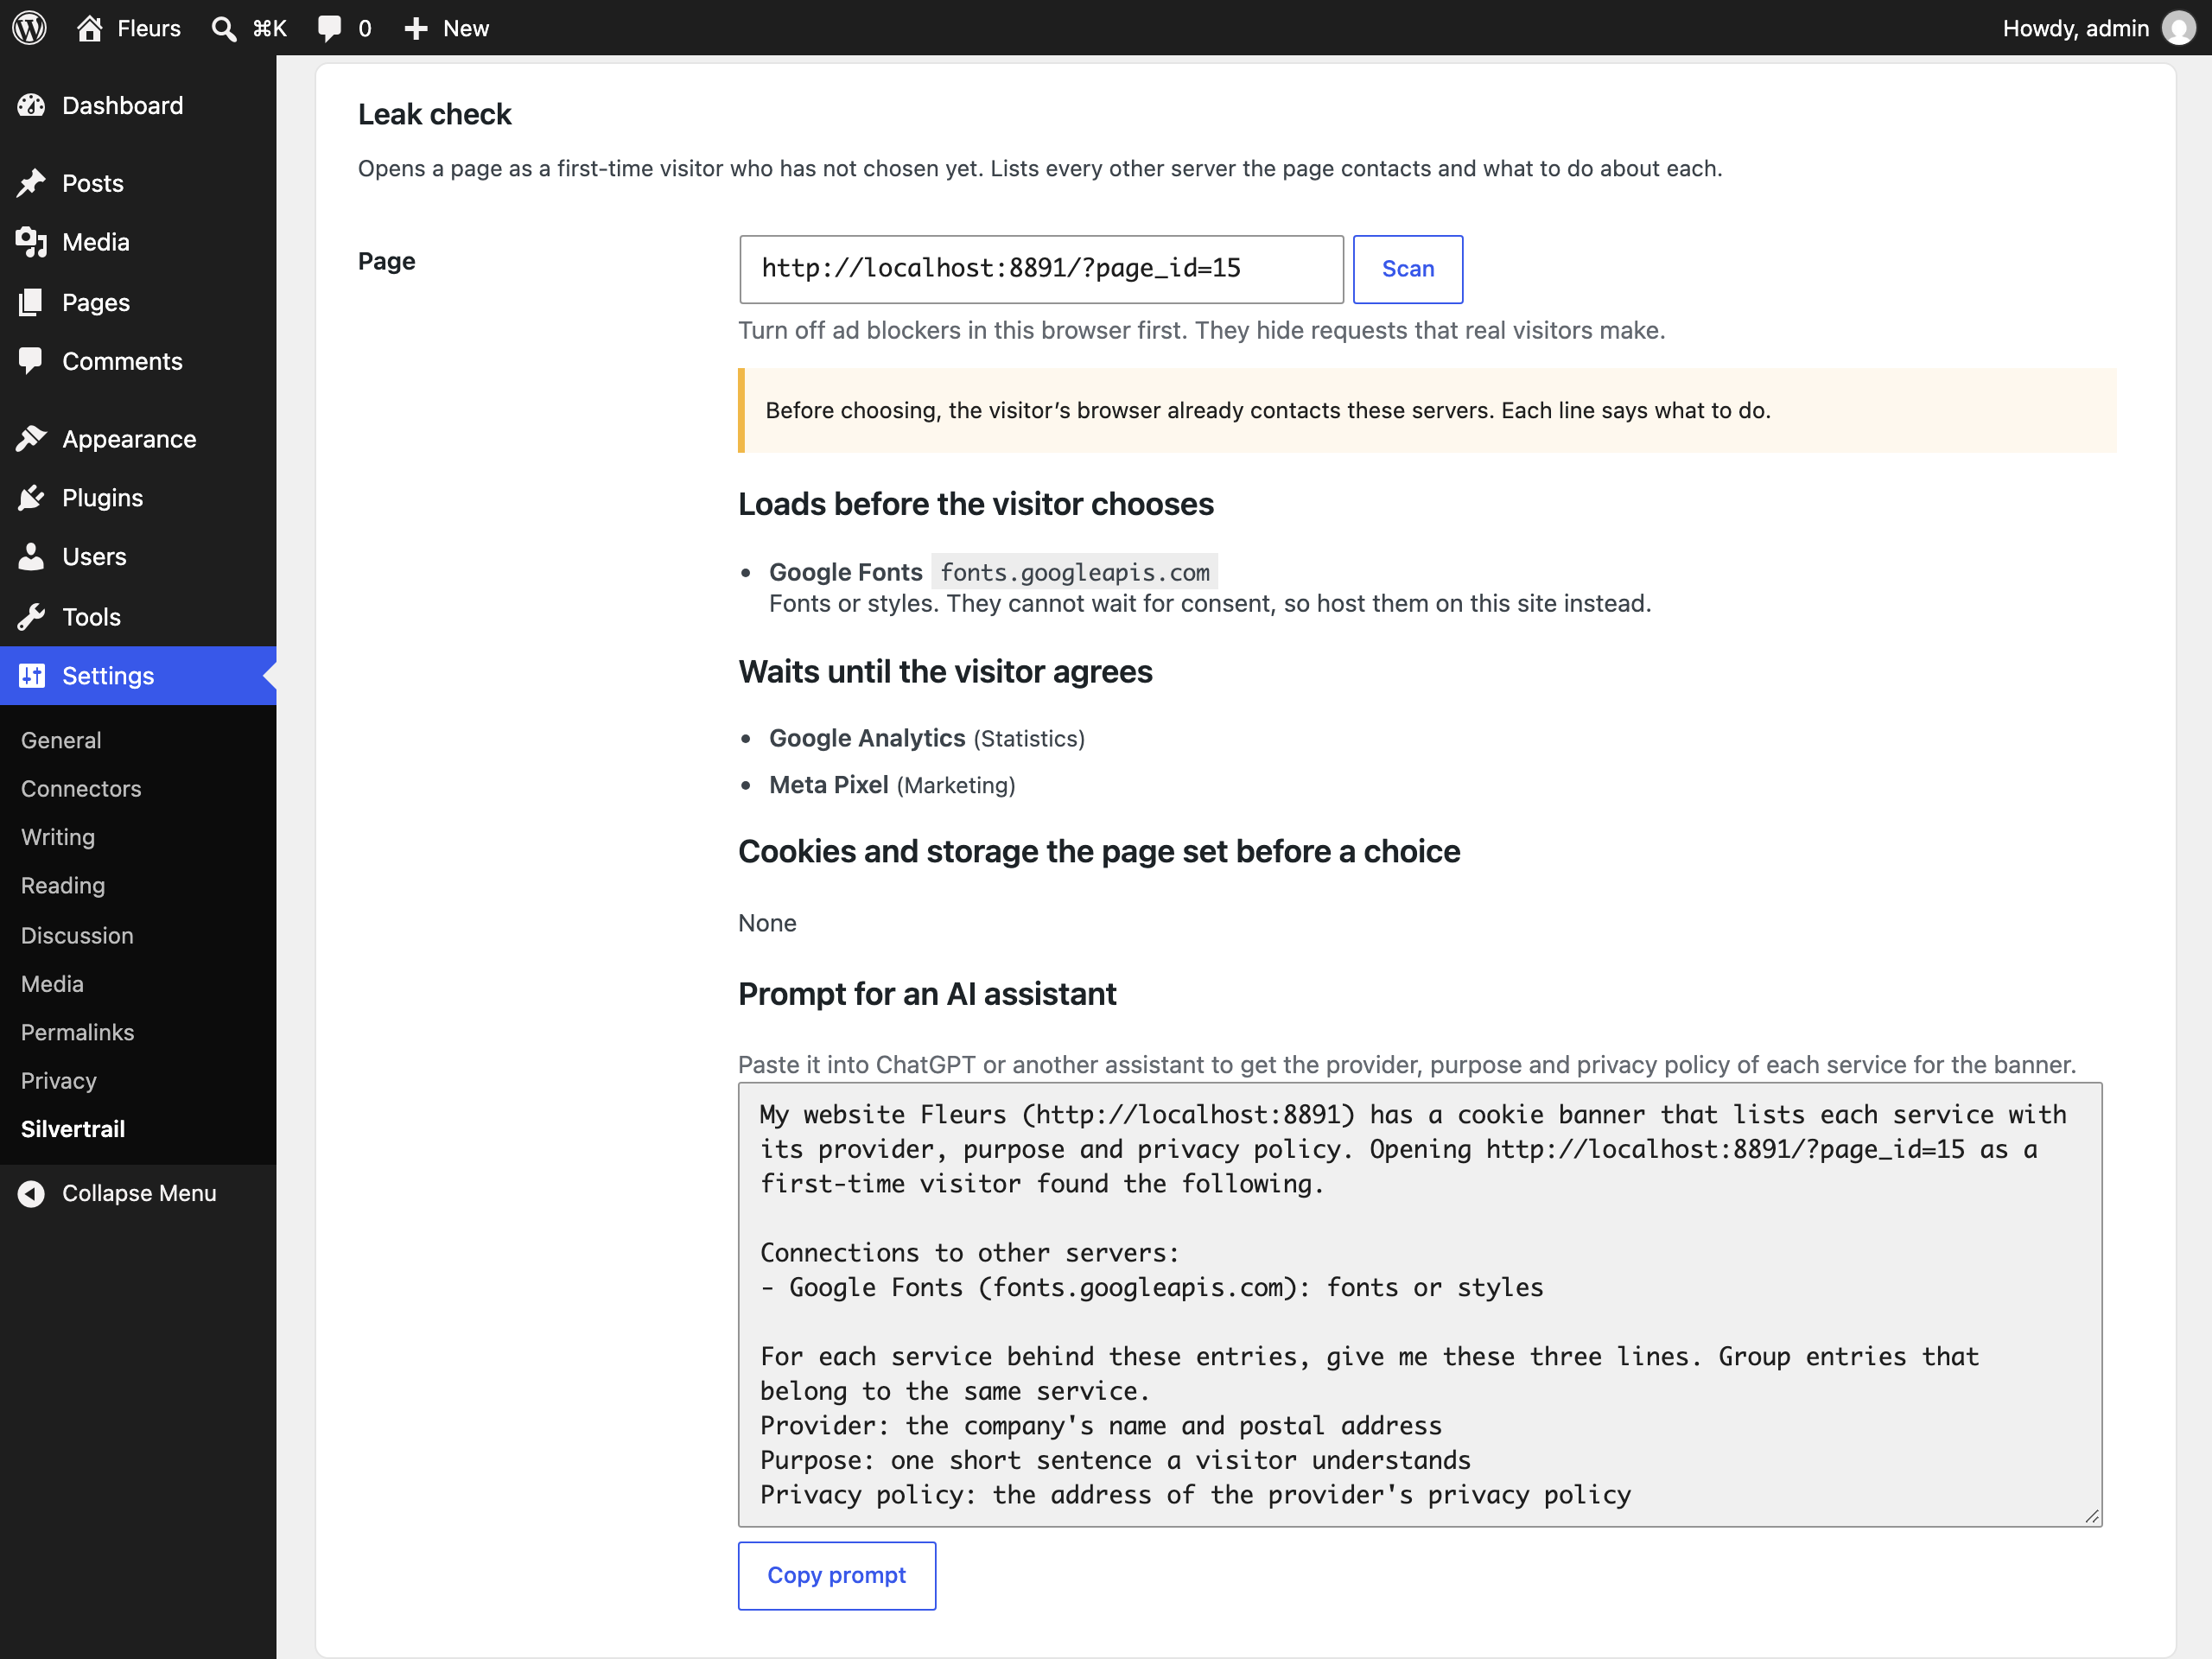 Fleurs
⌘K
0
New
Howdy, admin
Dashboard
Posts
Media
Pages
Comments
Appearance
Plugins
Users
Tools
Settings
General
Connectors
Writing
Reading
Discussion
Media
Permalinks
Privacy
Silvertrail
Collapse Menu
Leak check
Opens a page as a first-time visitor who has not chosen yet. Lists every other server the page contacts and what to do about each.
Page
http://localhost:8891/?page_id=15
Scan
Turn off ad blockers in this browser first. They hide requests that real visitors make.
Before choosing, the visitor’s browser already contacts these servers. Each line says what to do.
Loads before the visitor chooses
• Google Fonts fonts.googleapis.com
Fonts or styles. They cannot wait for consent, so host them on this site instead.
Waits until the visitor agrees
• Google Analytics (Statistics)
• Meta Pixel (Marketing)
Cookies and storage the page set before a choice
None
Prompt for an AI assistant
Paste it into ChatGPT or another assistant to get the provider, purpose and privacy policy of each service for the banner.
My website Fleurs (http://localhost:8891) has a cookie banner that lists each service with
its provider, purpose and privacy policy. Opening http://localhost:8891/?page_id=15 as a
first-time visitor found the following.
Connections to other servers:
- Google Fonts (fonts.googleapis.com): fonts or styles
For each service behind these entries, give me these three lines. Group entries that
belong to the same service.
Provider: the company's name and postal address
Purpose: one short sentence a visitor understands
Privacy policy: the address of the provider's privacy policy
Copy prompt